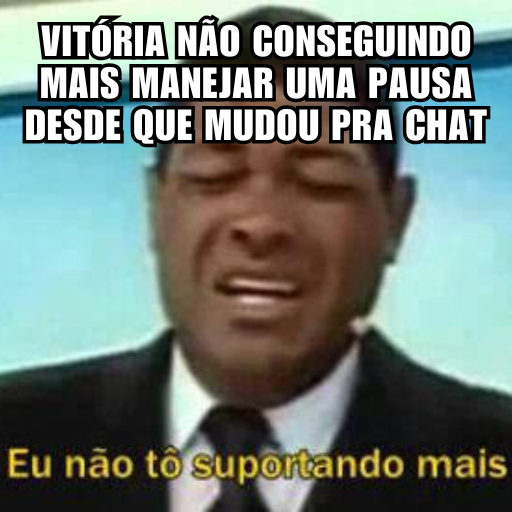 VITÓRIA NÃO CONSEGUINDO
MAIS MANEJAR UMA PAUSA
DESDE QUE MUDOU PRA CHAT
Eu não tô suportando mais